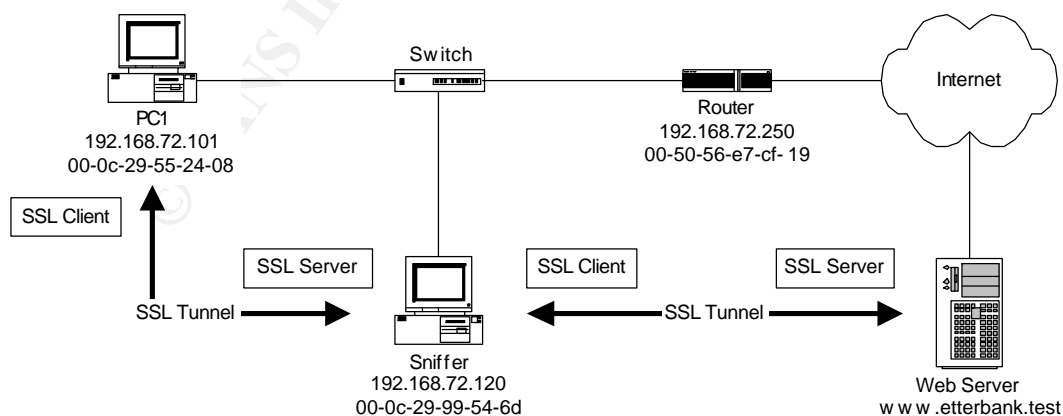 Switch
Internet
PC1
192.168.72.101
00-0c-29-55-24-08
Router
192.168.72.250
00-50-56-e7-cf- 19
SSL Client
SSL Server
SSL Client
SSL Server
SSL Tunnel
SSL Tunnel
Sniffer
192.168.72.120
00-0c-29-99-54-6d
Web Server
www.etterbank.test